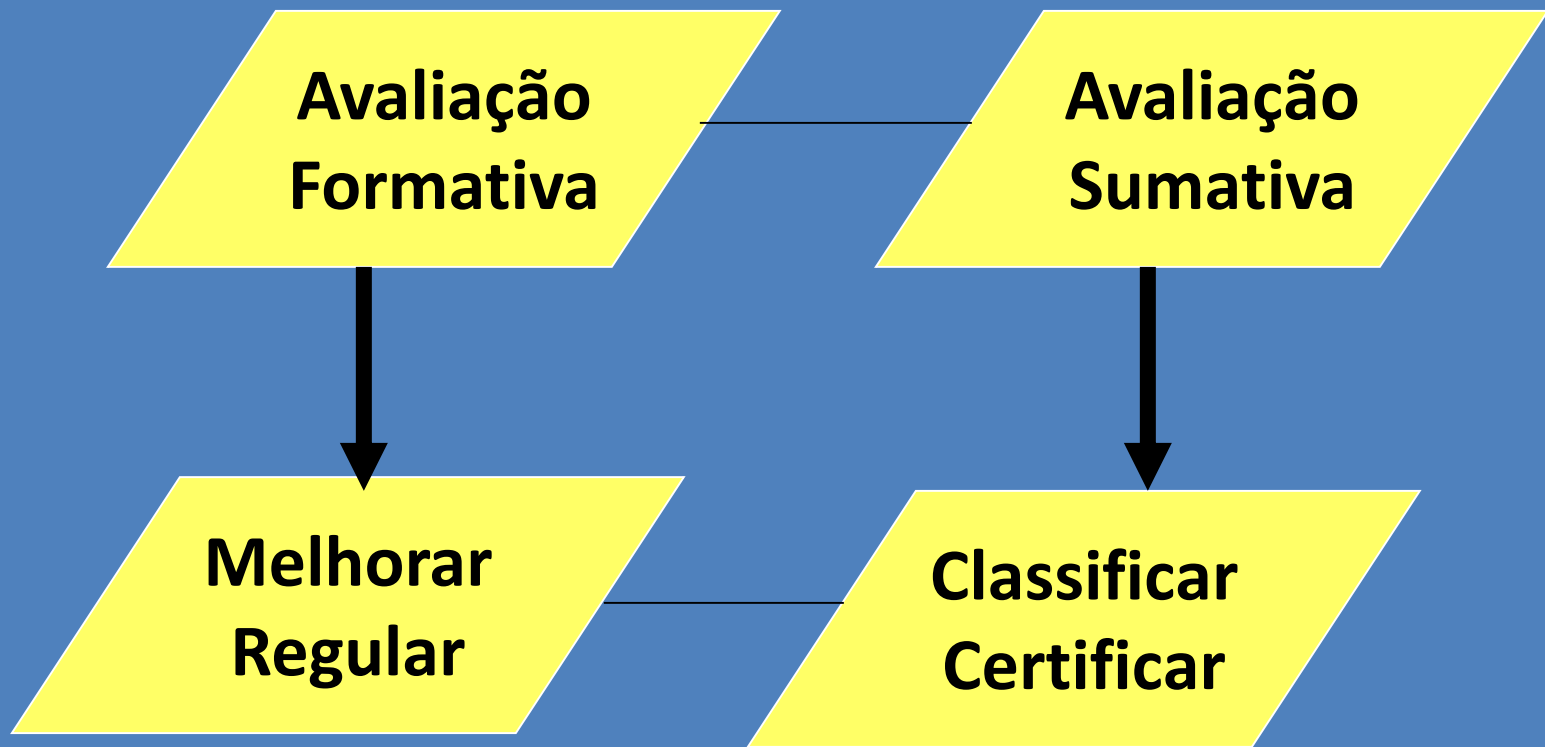 Avaliação
Formativa
Avaliação
Sumativa
Melhorar
Regular
Classificar
Certificar